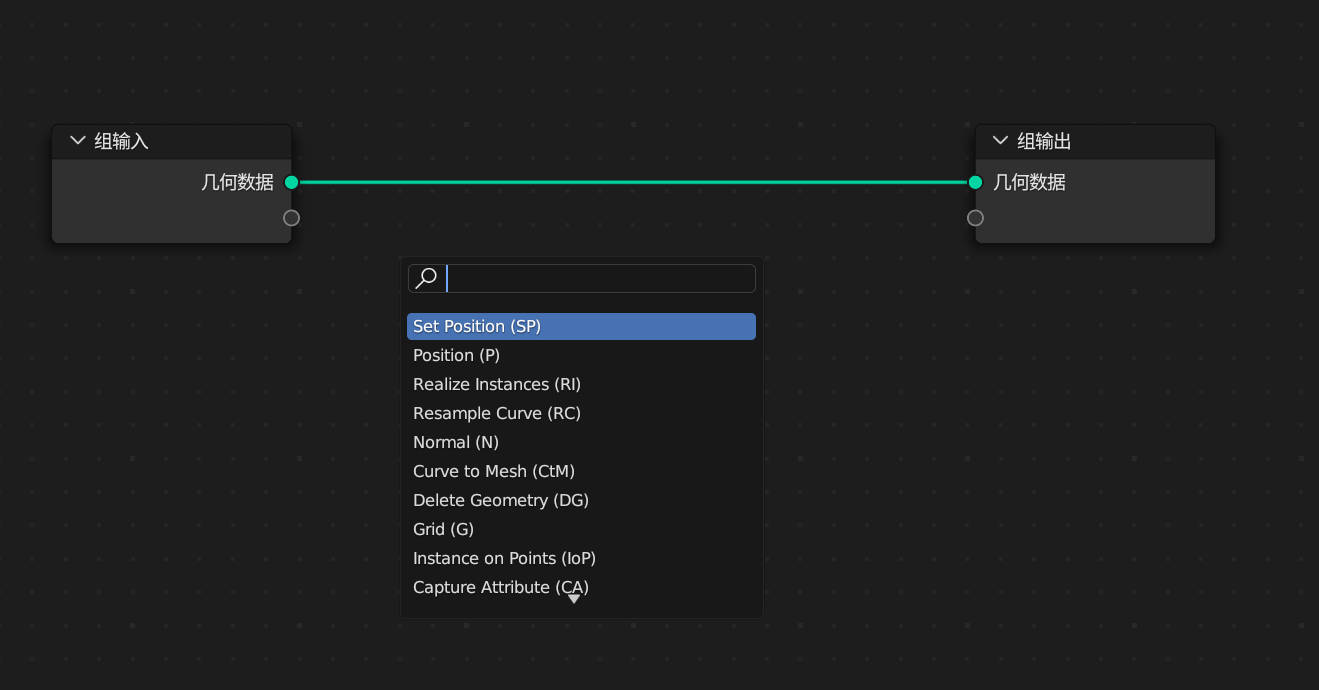 组输入
组输出
几何数据
几何数据
Set Position (SP)
Position (P)
Realize Instances (RI)
Resample Curve (RC)
Normal (N)
Curve to Mesh (CtM)
Delete Geometry (DG)
Grid (G)
Instance on Points (IoP)
Capture Attribute (CA)